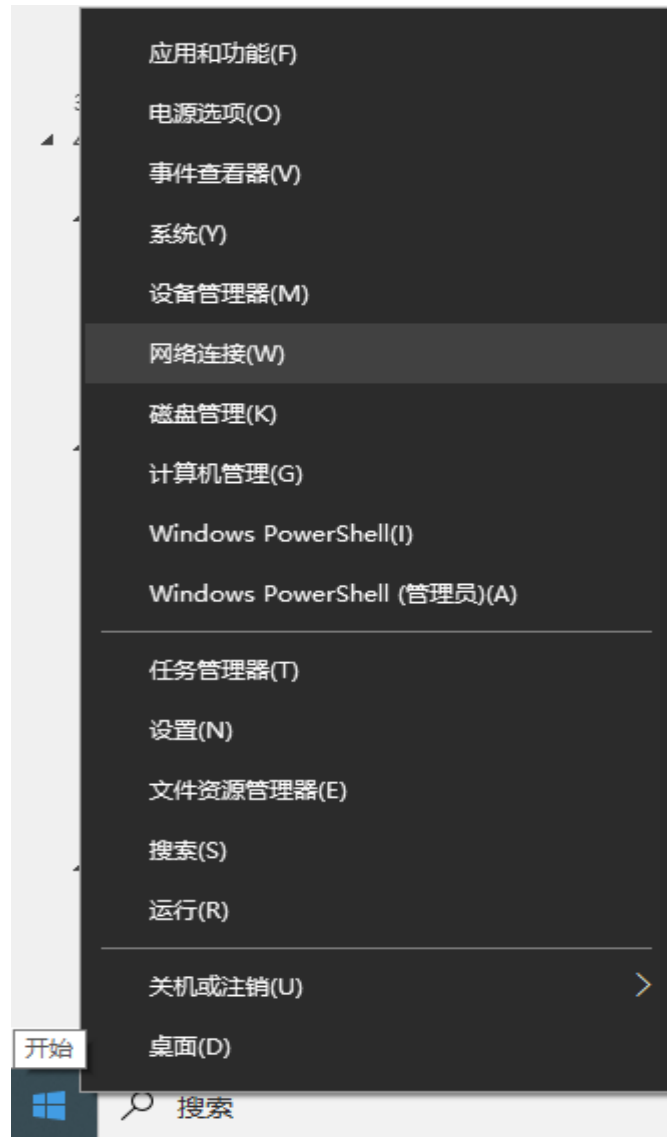 应用和功能(F)
电源选项(O)
事件查看器(V)
系统(Y)
设备管理器(M)
网络连接(W)
磁盘管理(K)
计算机管理(G)
Windows PowerShell(I)
Windows PowerShell (管理员)(A)
任务管理器(T)
设置(N)
文件资源管理器(E)
搜索(S)
运行(R)
关机或注销(U)
桌面(D)
开始
搜索